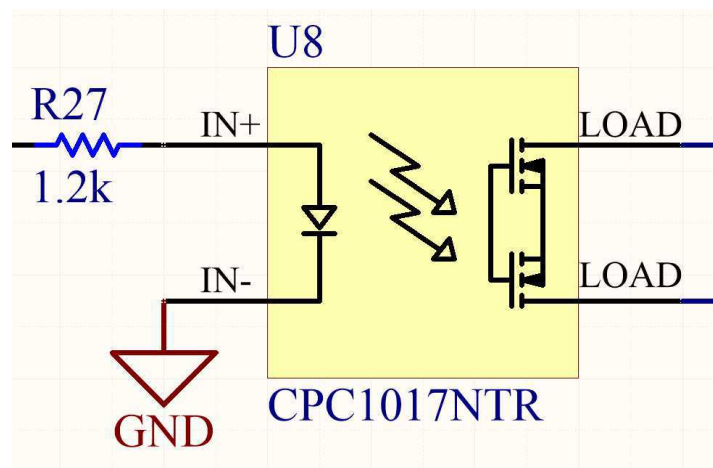 U8
R27
IN+
LOAD
1.2k
IN-
LOAD
CPC1017NTR
GND